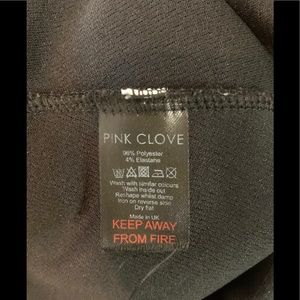 PINK CLOVE
96% Polyester
4% Elastane
Wash with similar colours
Wash inside out
Reshape whilst damp
Iron on reverse side
Dry flat
Made in UK
KEEP AWAY
FROM FIRE